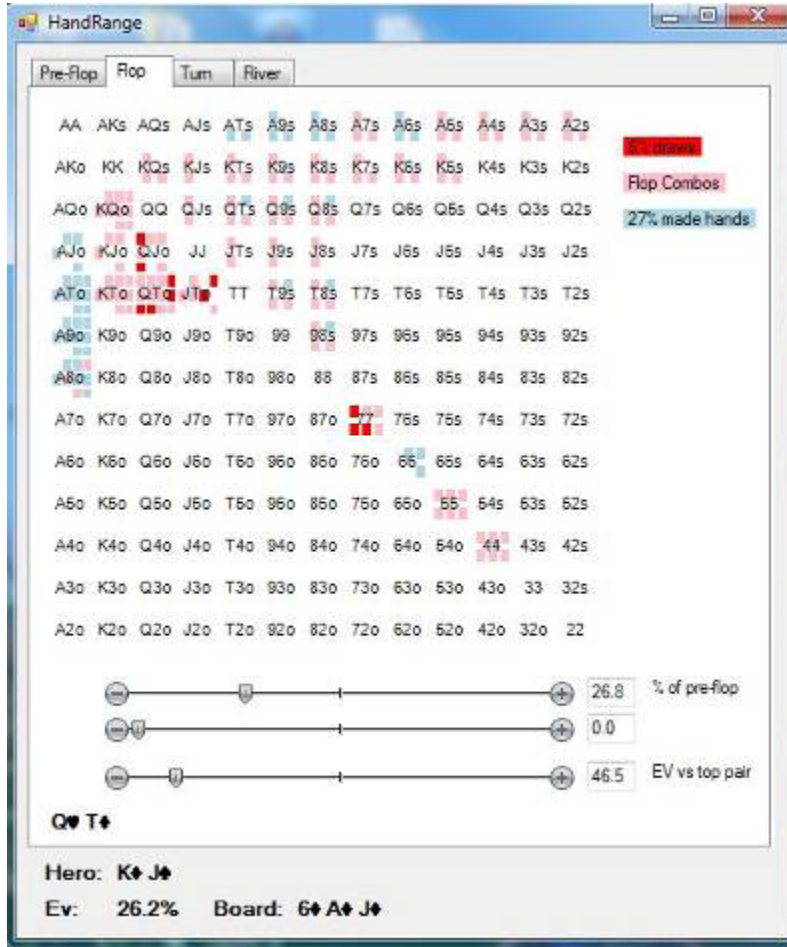 HandRange
Pre-Flop Flop Turn River
AA AKs AQs AJs ATs A9s A8s A7s A6s A5s A4s A3s A2s
AKo KK KQs KJs KTs K9s K8s K7s K6s K5s K4s K3s K2s
AQo KQo QQ QJs QTs Q9s Q8s Q7s Q6s Q5s Q4s Q3s Q2s
AJo KJo QJo JJ JTs J9s J8s J7s J6s J5s J4s J3s J2s
ATo KTo QTo JTo TT T9s T8s T7s T6s T5s T4s T3s T2s
A9o K9o Q9o J9o T9o 99 98s 97s 96s 95s 94s 93s 92s
A8o K8o Q8o J8o T8o 98o 88 87s 86s 85s 84s 83s 82s
A7o K7o Q7o J7o T7o 97o 87o 77 76s 75s 74s 73s 72s
A6o K6o Q6o J6o T6o 96o 86o 76o 66 65s 64s 63s 62s
A5o K5o Q5o J5o T5o 95o 85o 75o 65o 55 54s 53s 52s
A4o K4o Q4o J4o T4o 94o 84o 74o 64o 54o 44 43s 42s
A3o K3o Q3o J3o T3o 93o 83o 73o 63o 53o 43o 33 32s
A2o K2o Q2o J2o T2o 92o 82o 72o 62o 52o 42o 32o 22
draws
Flop Combos
27% made hands
26.8 % of pre-flop
0.0
46.5 EV vs top pair
Q♥ T♦
Hero: K♦ J♦
Ev: 26.2% Board: 6♦ A♦ J♦